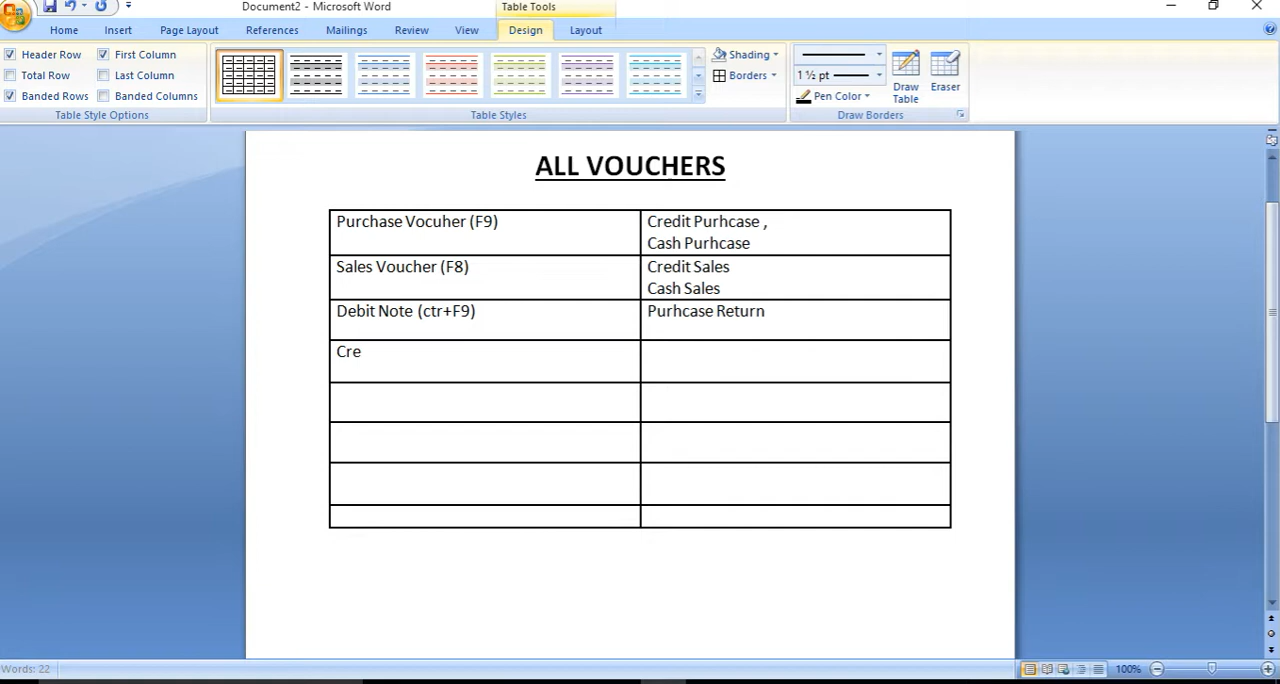 Document2 - Microsoft Word
Table Tools
Home Insert Page Layout References Mailings Review View Design Layout
Header Row First Column
Total Row Last Column
Banded Rows Banded Columns
Table Style Options
Table Styles
Shading
Borders
1 ½ pt
Pen Color
Draw Table
Eraser
Draw Borders
ALL VOUCHERS
Purchase Vocuher (F9)
Credit Purhcase ,
Cash Purhcase
Sales Voucher (F8)
Credit Sales
Cash Sales
Debit Note (ctr+F9)
Purhcase Return
Cre
Words: 22
100%